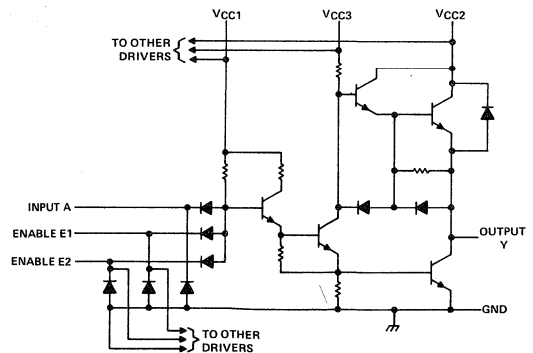 VCC1
VCC3
VCC2
TO OTHER
DRIVERS
INPUT A
ENABLE E1
ENABLE E2
OUTPUT
Y
GND
TO OTHER
DRIVERS